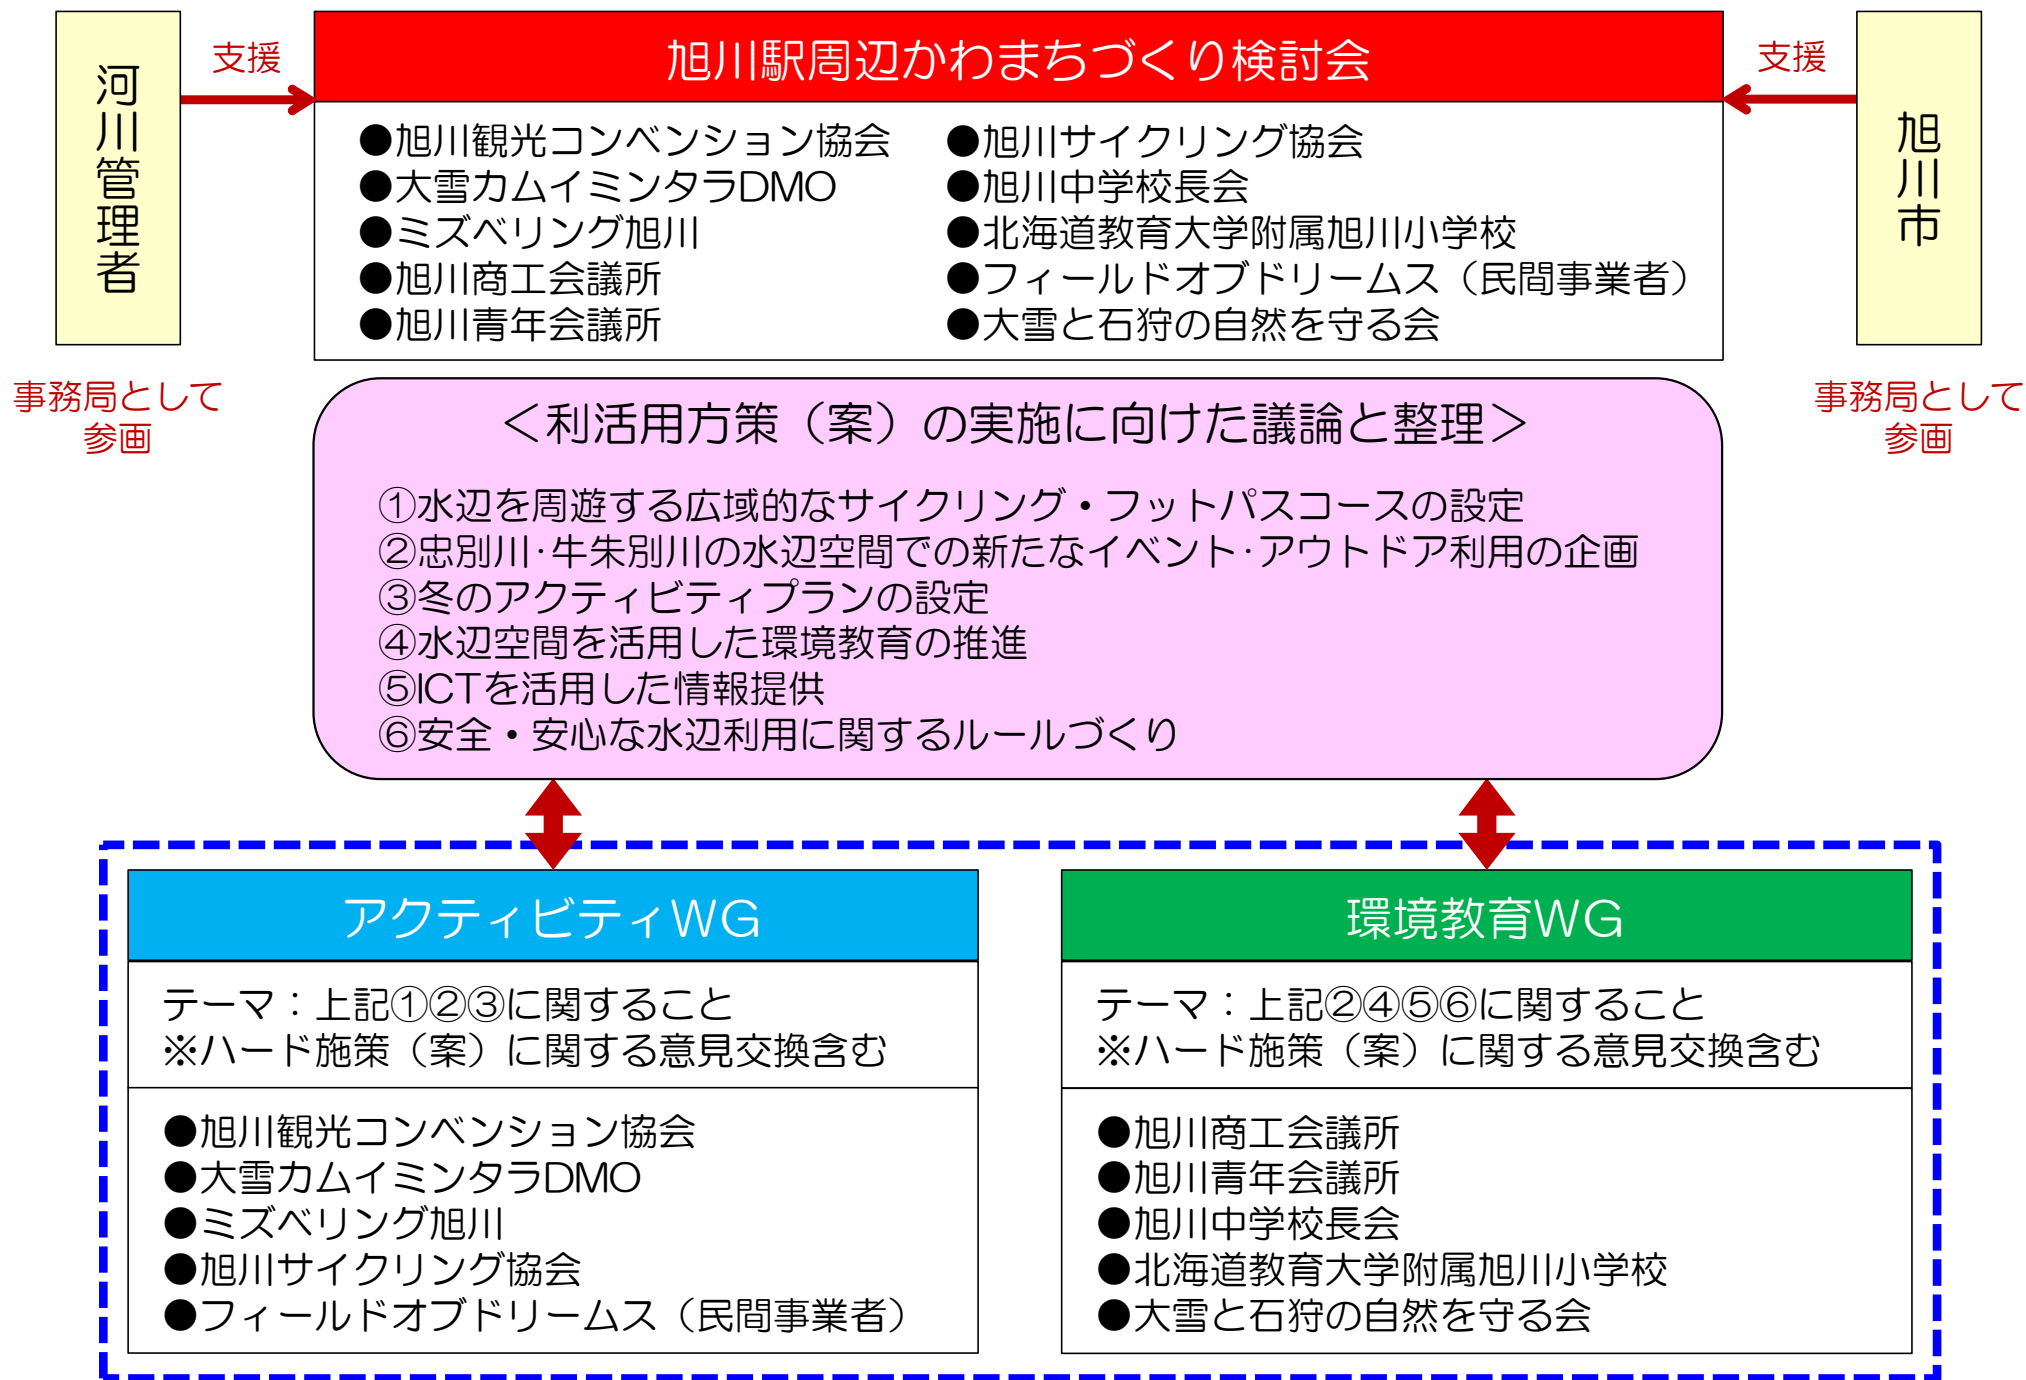 河川管理者
支援
事務局として
参画
旭川駅周辺かわまちづくり検討会
●旭川観光コンベンション協会
●大雪カムイミンタラDMO
●ミズベリング旭川
●旭川商工会議所
●旭川青年会議所
●旭川サイクリング協会
●旭川中学校長会
●北海道教育大学附属旭川小学校
●フィールドオブドリームス（民間事業者）
●大雪と石狩の自然を守る会
支援
旭川市
事務局として
参画
＜利活用方策（案）の実施に向けた議論と整理＞
①水辺を周遊する広域的なサイクリング・フットパスコースの設定
②忠別川･牛朱別川の水辺空間での新たなイベント･アウトドア利用の企画
③冬のアクティビティプランの設定
④水辺空間を活用した環境教育の推進
⑤ICTを活用した情報提供
⑥安全・安心な水辺利用に関するルールづくり
アクティビティWG
テーマ：上記①②③に関すること
※ハード施策（案）に関する意見交換含む
●旭川観光コンベンション協会
●大雪カムイミンタラDMO
●ミズベリング旭川
●旭川サイクリング協会
●フィールドオブドリームス（民間事業者）
環境教育WG
テーマ：上記②④⑤⑥に関すること
※ハード施策（案）に関する意見交換含む
●旭川商工会議所
●旭川青年会議所
●旭川中学校長会
●北海道教育大学附属旭川小学校
●大雪と石狩の自然を守る会